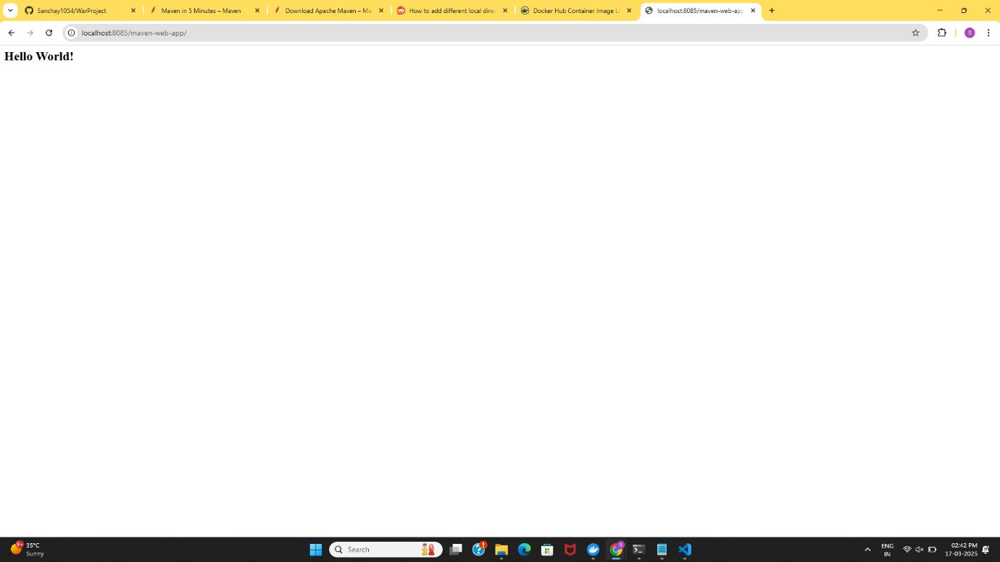 Sanchay1054/WarProject
Maven in 5 Minutes – Maven
Download Apache Maven – Ma
How to add different local direc
Docker Hub Container Image Li
localhost:8085/maven-web-app
localhost:8085/maven-web-app/
S
Hello World!
9+
35°C
Sunny
Search
S
ENG
IN
02:42 PM
17-03-2025